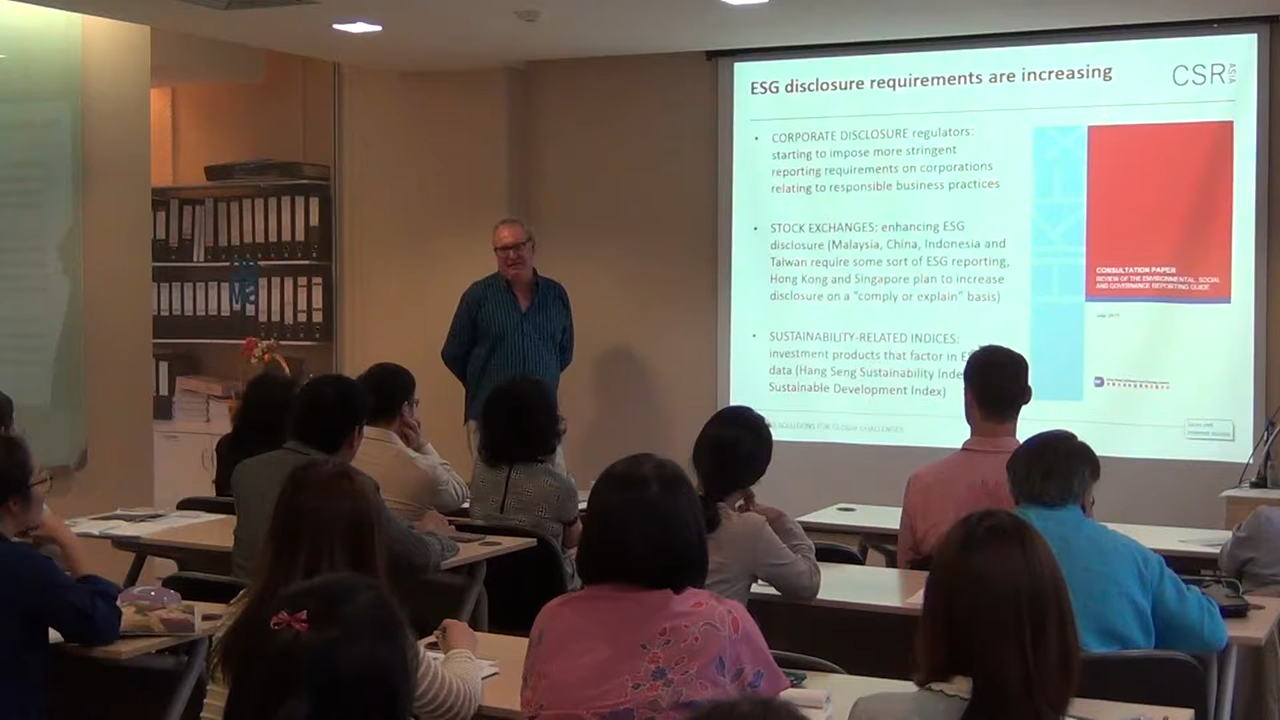 ESG disclosure requirements are increasing
CSR ASIA
• CORPORATE DISCLOSURE regulators:
starting to impose more stringent
reporting requirements on corporations
relating to responsible business practices
• STOCK EXCHANGES: enhancing ESG
disclosure (Malaysia, China, Indonesia and
Taiwan require some sort of ESG reporting,
Hong Kong and Singapore plan to increase
disclosure on a "comply or explain" basis)
• SUSTAINABILITY-RELATED INDICES:
investment products that factor in
data (Hang Seng Sustainability
Sustainable Development Index)
CONSULTATION PAPER
REVIEW OF THE ENVIRONMENTAL, SOCIAL
AND GOVERNANCE REPORTING GUIDE
SOLUTIONS FOR GLOBAL CHALLENGES